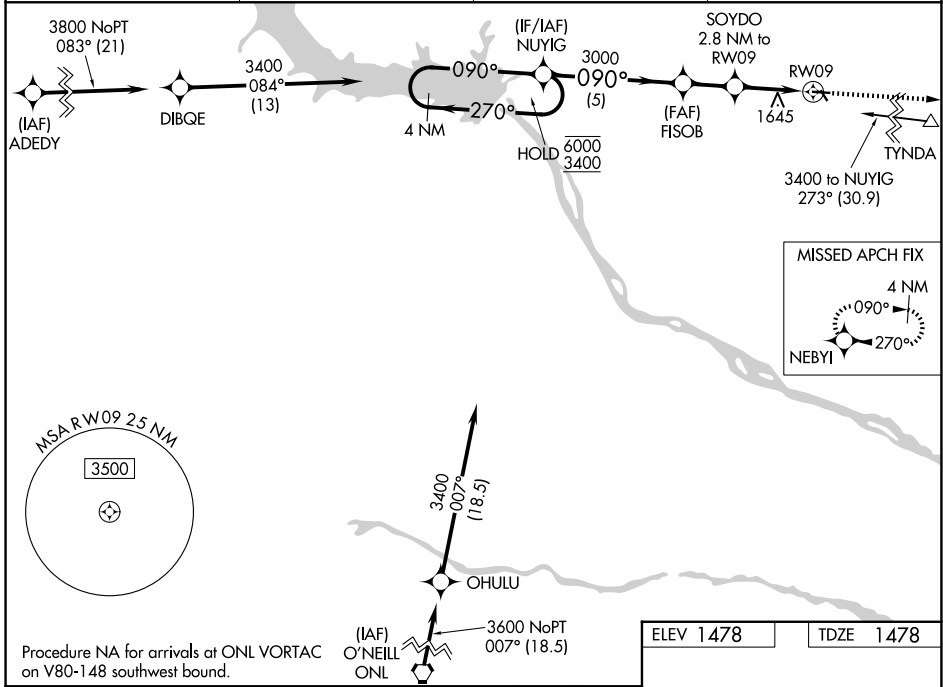 3800 NoPT
083° (21)
(IAF)
ADEDY
DIBQE
3400
084°
(13)
090°
270°
4 NM
(IF/IAF)
NUYIG
HOLD 6000
3400
3000
090°
(5)
(FAF)
FISOB
SOYDO
2.8 NM to
RW09
RW09
1645
TYNDA
3400 to NUYIG
273° (30.9)
MISSED APCH FIX
4 NM
090°
270°
NEBYI
MSA RW09 25 NM
3500
3400
007°
(18.5)
OHULU
(IAF)
O'NEILL
ONL
3600 NoPT
007° (18.5)
Procedure NA for arrivals at ONL VORTAC
on V80-148 southwest bound.
ELEV 1478
TDZE 1478